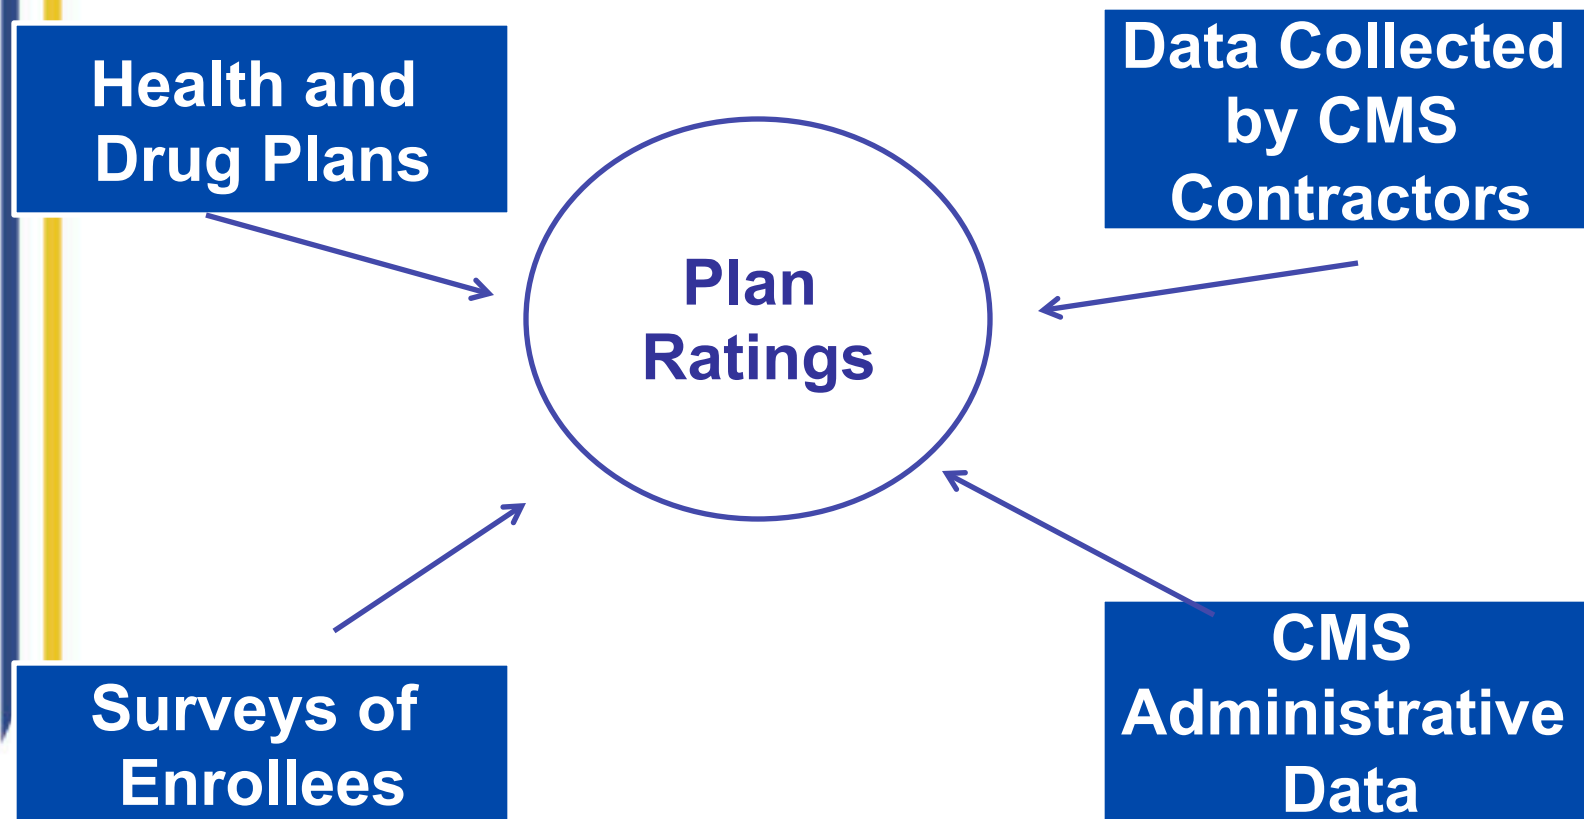 Health and
Drug Plans
Data Collected
by CMS
Contractors
Plan
Ratings
Surveys of
Enrollees
CMS
Administrative
Data